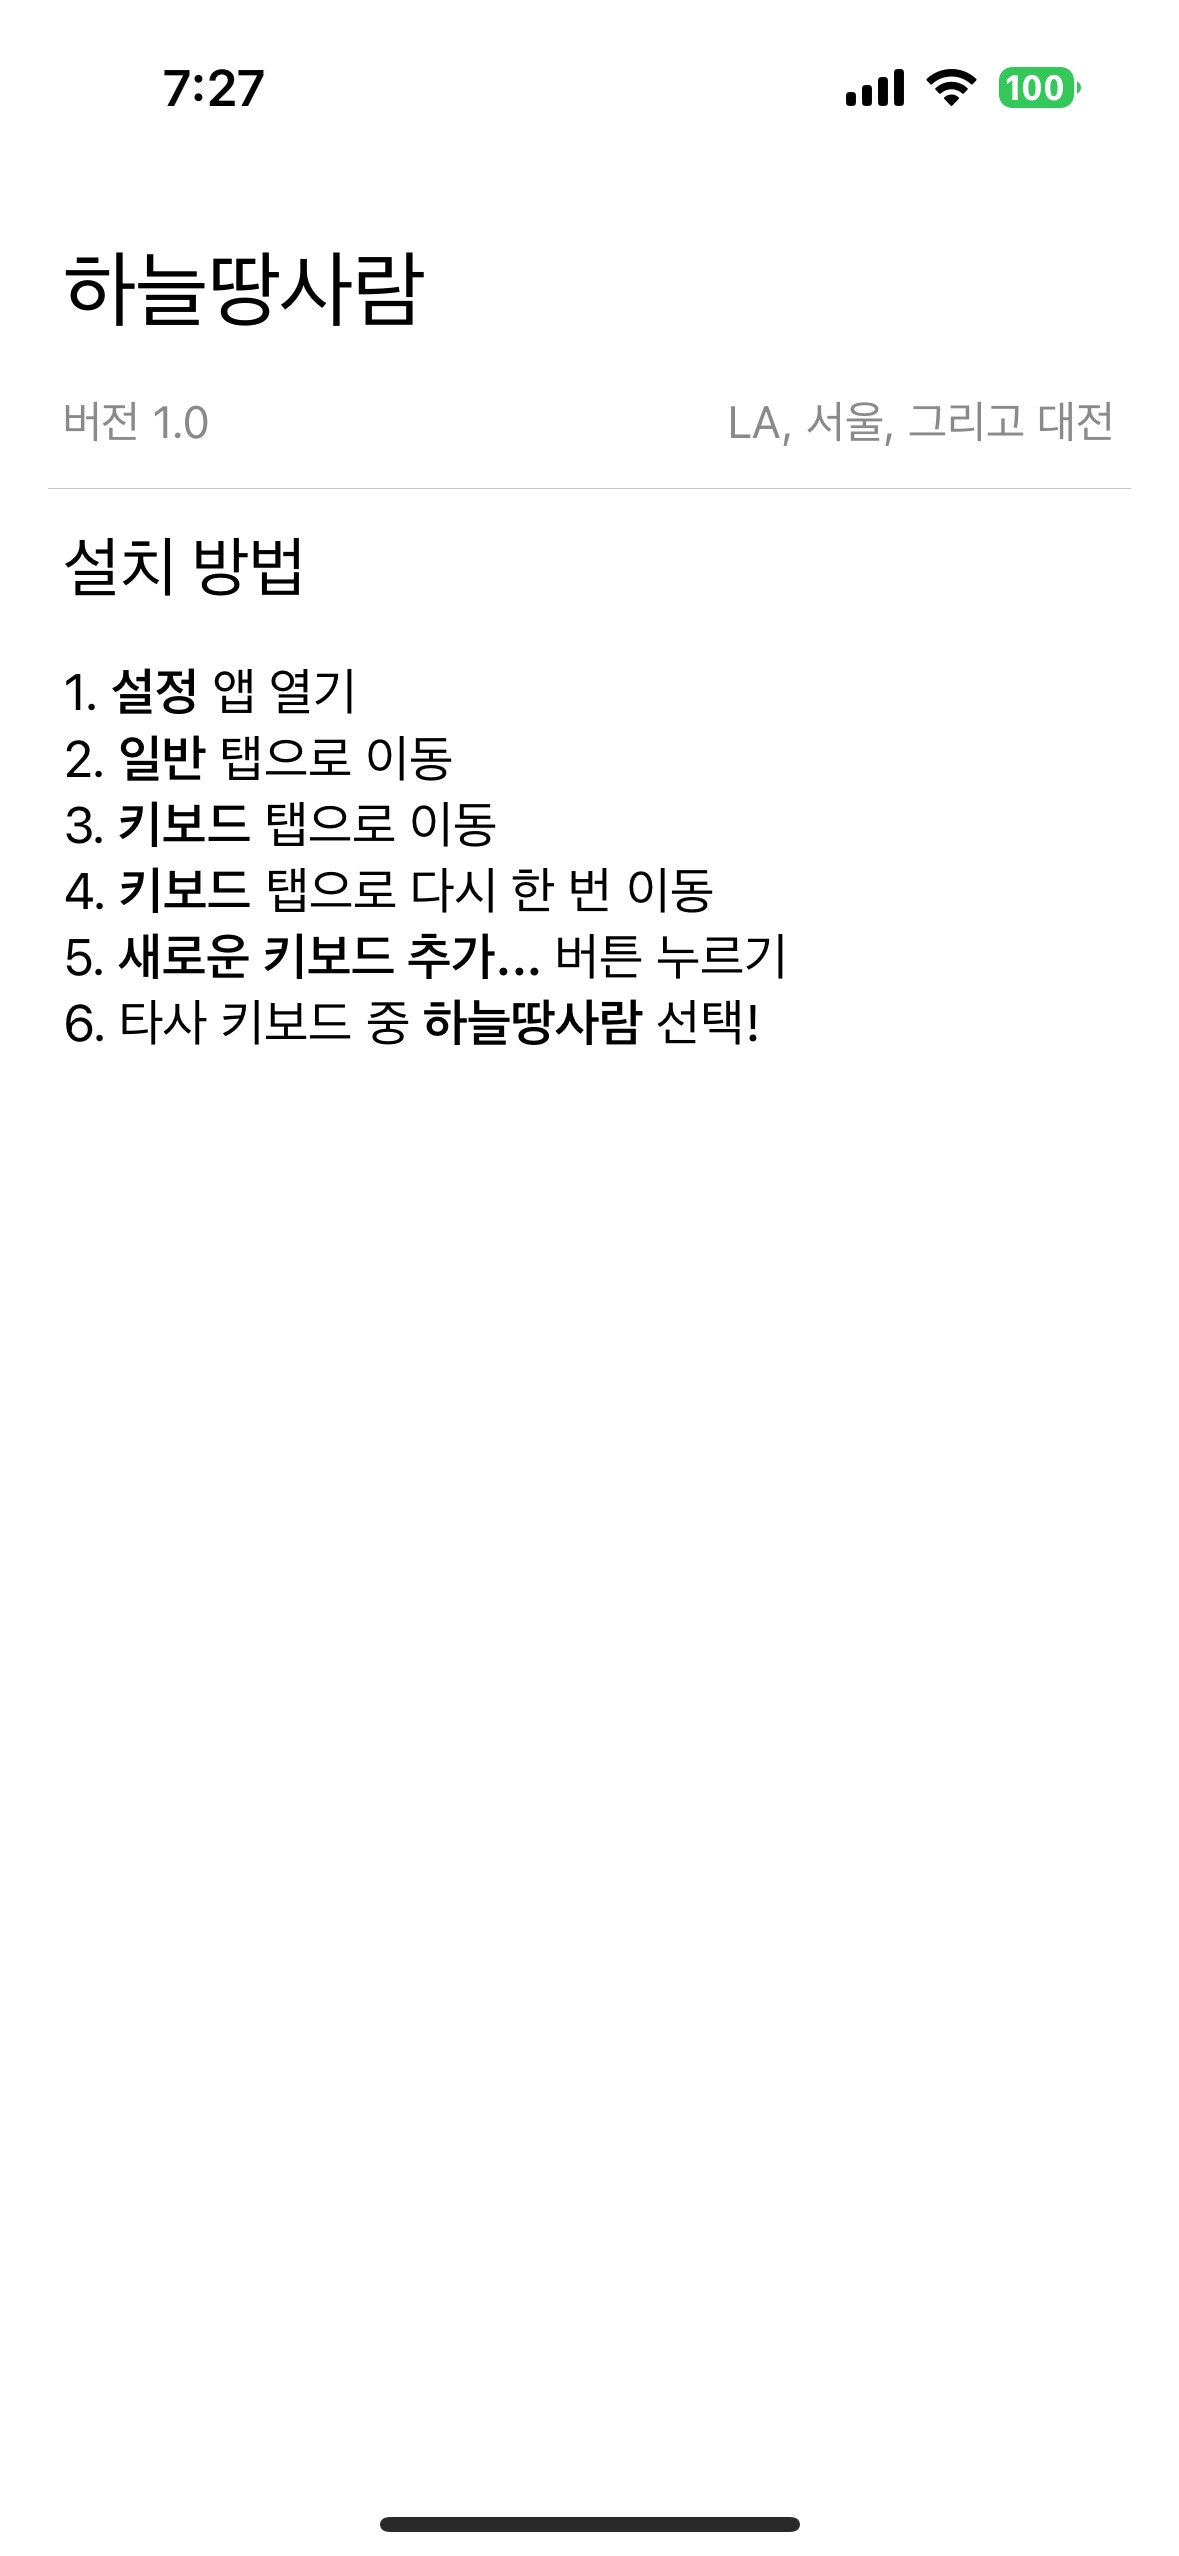 7:27
100
하늘땅사람
버전 1.0
LA, 서울, 그리고 대전
설치 방법
1. 설정 앱 열기
2. 일반 탭으로 이동
3. 키보드 탭으로 이동
4. 키보드 탭으로 다시 한 번 이동
5. 새로운 키보드 추가... 버튼 누르기
6. 타사 키보드 중 하늘땅사람 선택!